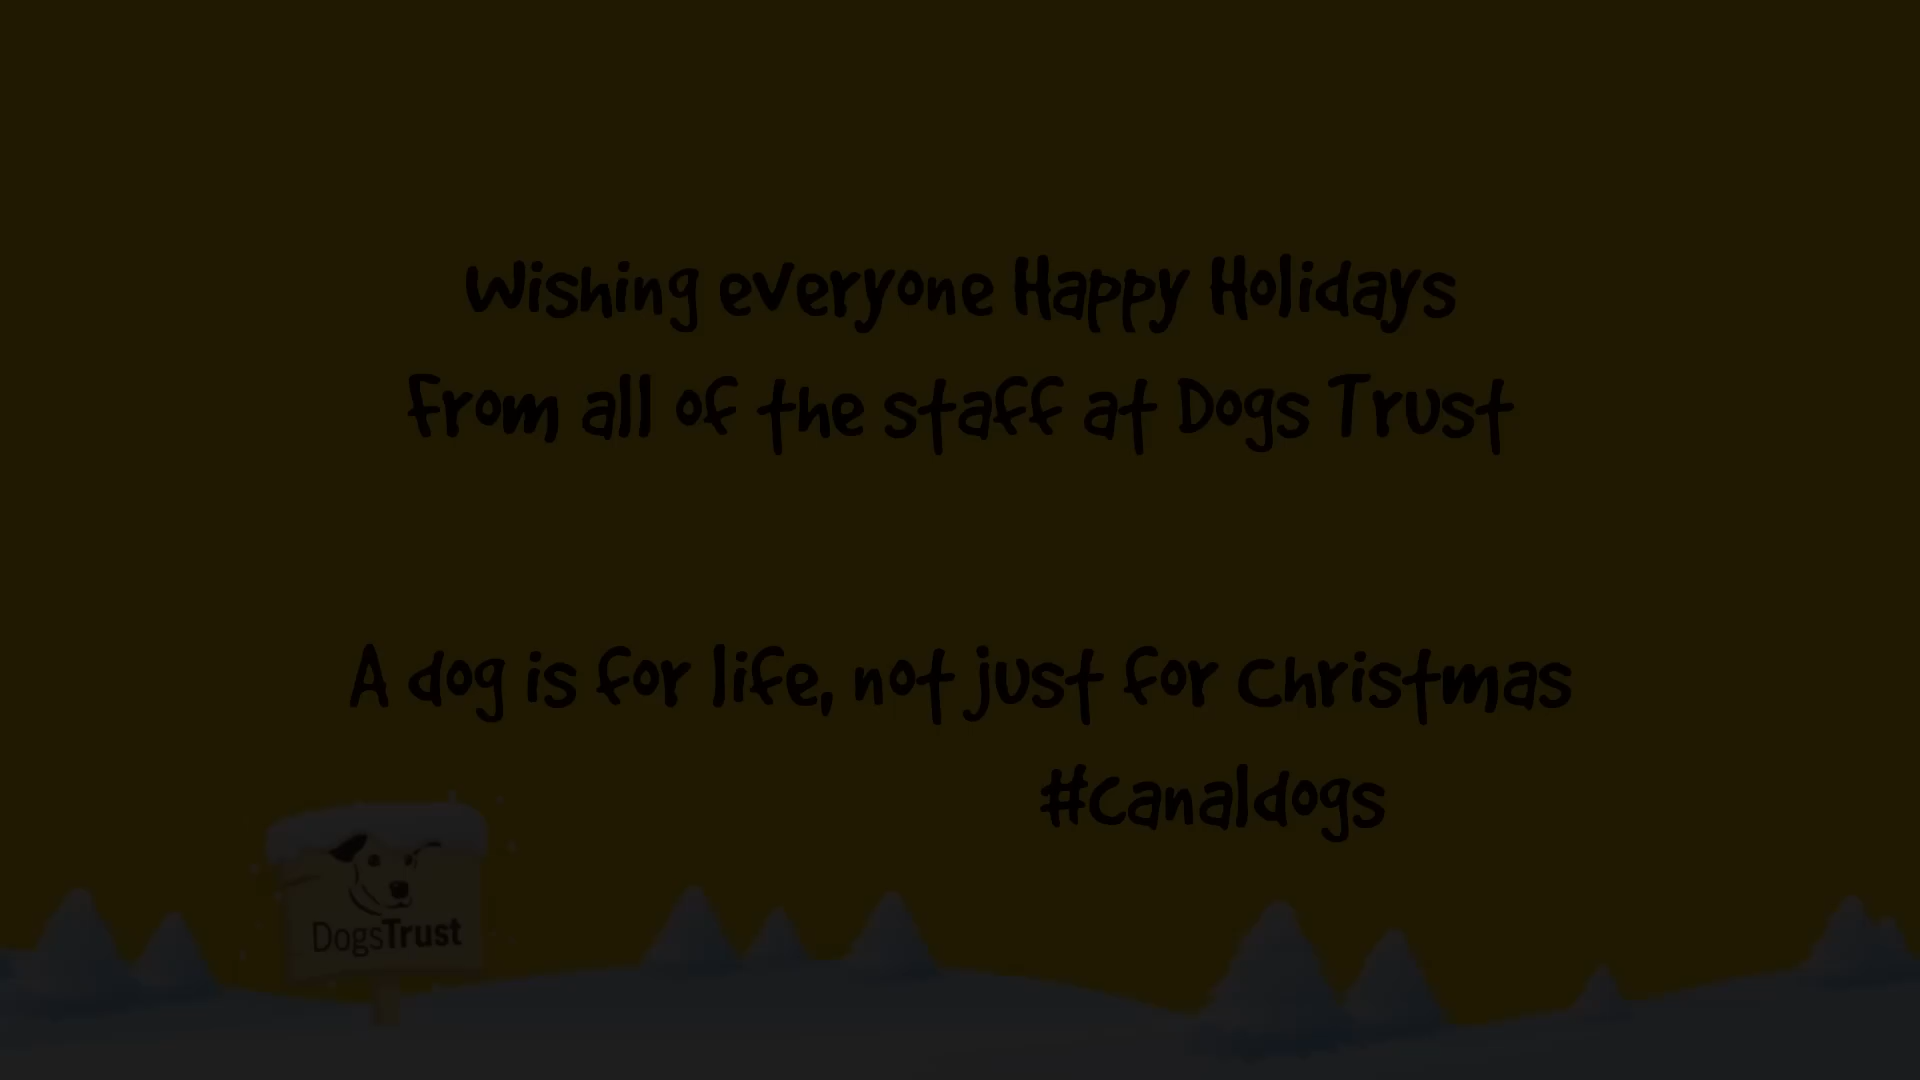 Wishing everyone Happy Holidays
From all of the staff at Dogs Trust
A dog is for life, not just for Christmas
#Canaldogs
DogsTrust